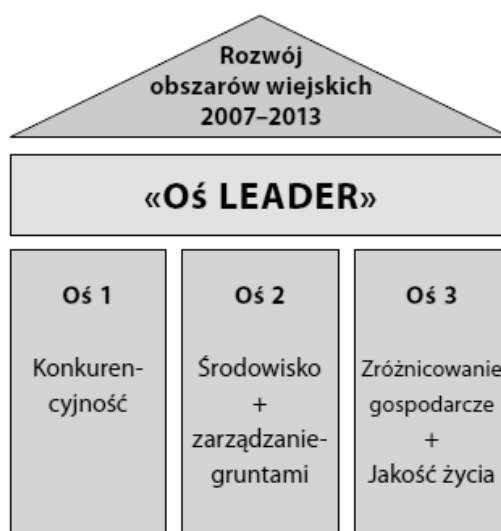 Rozwój
obszarów wiejskich
2007–2013
«Oś LEADER»
Oś 1
Konkuren-
cyjność
Oś 2
Środowisko
+
zarządzanie-
gruntami
Oś 3
Zróżnicowanie
gospodarcze
+
Jakość życia